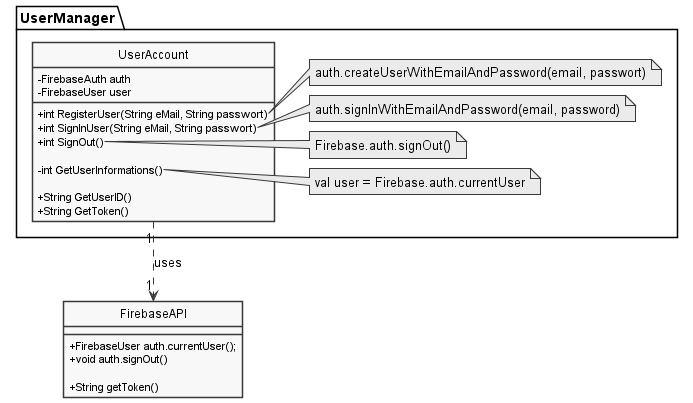 UserManager
UserAccount
-FirebaseAuth auth
-FirebaseUser user
+int RegisterUser(String eMail, String passwort)
+int SignInUser(String eMail, String passwort)
+int SignOut()
-int GetUserInformations()
+String GetUserID()
+String GetToken()
auth.createUserWithEmailAndPassword(email, passwort)
auth.signInWithEmailAndPassword(email, password)
Firebase.auth.signOut()
val user = Firebase.auth.currentUser
1
uses
1
FirebaseAPI
+FirebaseUser auth.currentUser();
+void auth.signOut()
+String getToken()